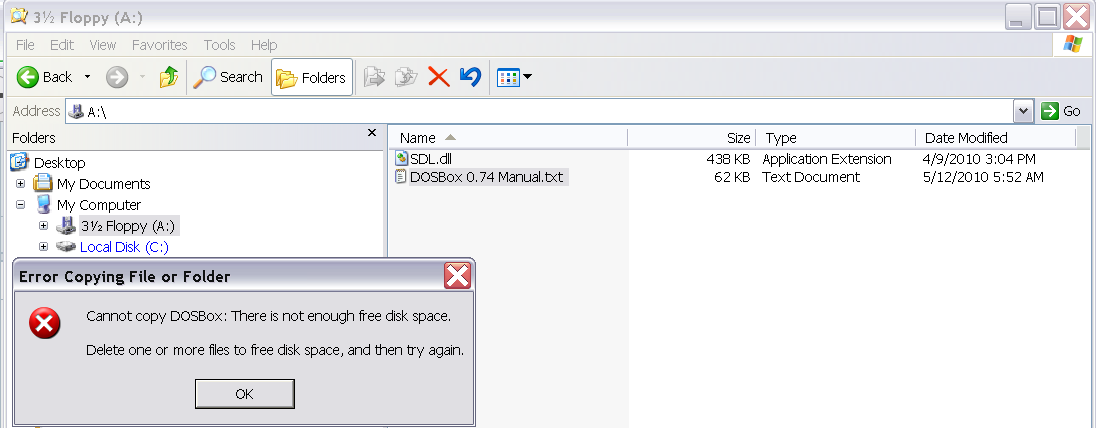 3½ Floppy (A:)
File Edit View Favorites Tools Help
Back Search Folders
Address A:\ Go
Folders
Name Size Type Date Modified
Desktop
My Documents
My Computer
3½ Floppy (A:)
Local Disk (C:)
SDL.dll 438 KB Application Extension 4/9/2010 3:04 PM
DOSBox 0.74 Manual.txt 62 KB Text Document 5/12/2010 5:52 AM
Error Copying File or Folder
Cannot copy DOSBox: There is not enough free disk space.
Delete one or more files to free disk space, and then try again.
OK